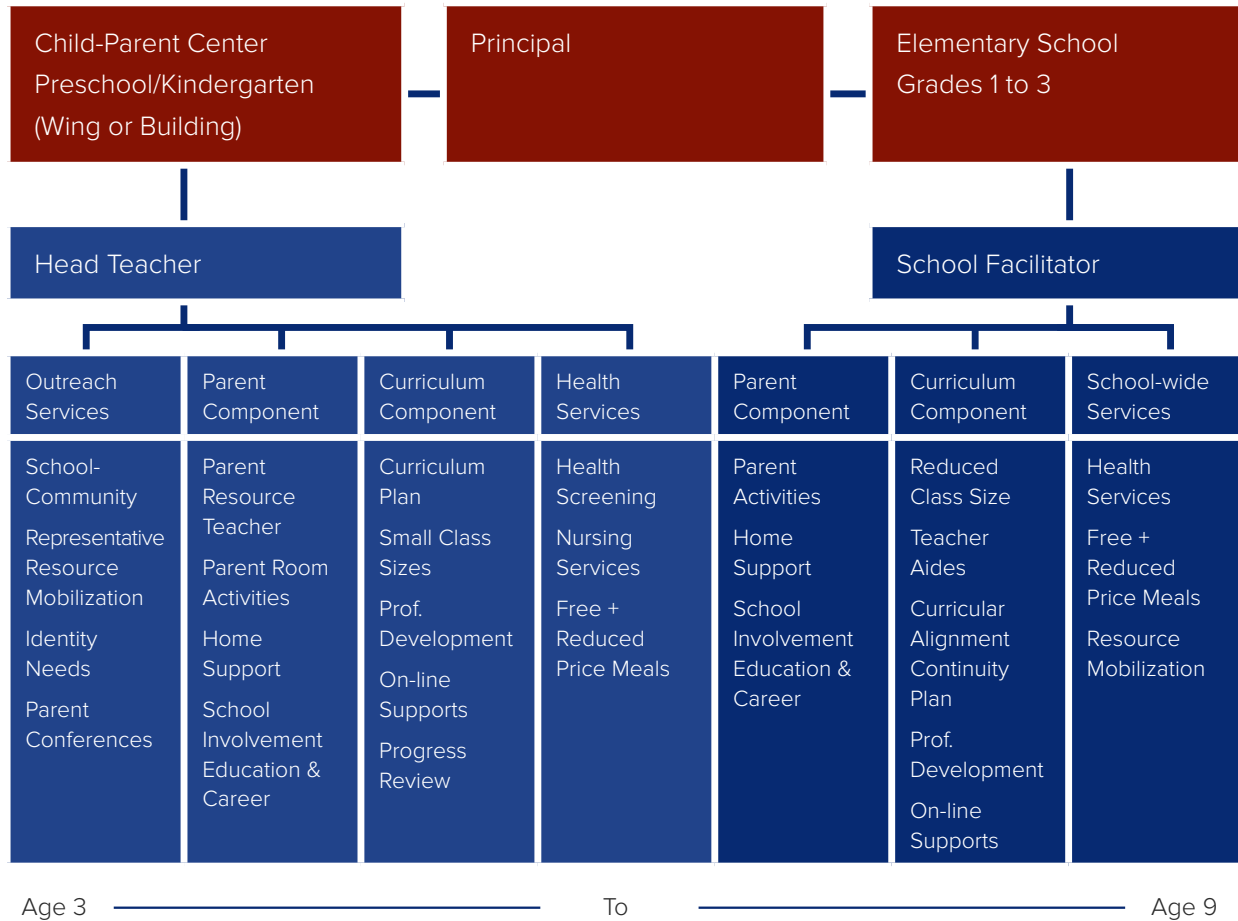 Child-Parent Center
Preschool/Kindergarten
(Wing or Building)
Principal
Elementary School
Grades 1 to 3
Head Teacher
School Facilitator
Outreach
Services
Parent
Component
Curriculum
Component
Health
Services
Parent
Component
Curriculum
Component
School-wide
Services
School-
Community
Representative
Resource
Mobilization
Identity
Needs
Parent
Conferences
Parent
Resource
Teacher
Parent Room
Activities
Home
Support
School
Involvement
Education &
Career
Curriculum
Plan
Small Class
Sizes
Prof.
Development
On-line
Supports
Progress
Review
Health
Screening
Nursing
Services
Free +
Reduced
Price Meals
Parent
Activities
Home
Support
School
Involvement
Education &
Career
Reduced
Class Size
Teacher
Aides
Curricular
Alignment
Continuity
Plan
Prof.
Development
On-line
Supports
Health
Services
Free +
Reduced
Price Meals
Resource
Mobilization
Age 3 To Age 9